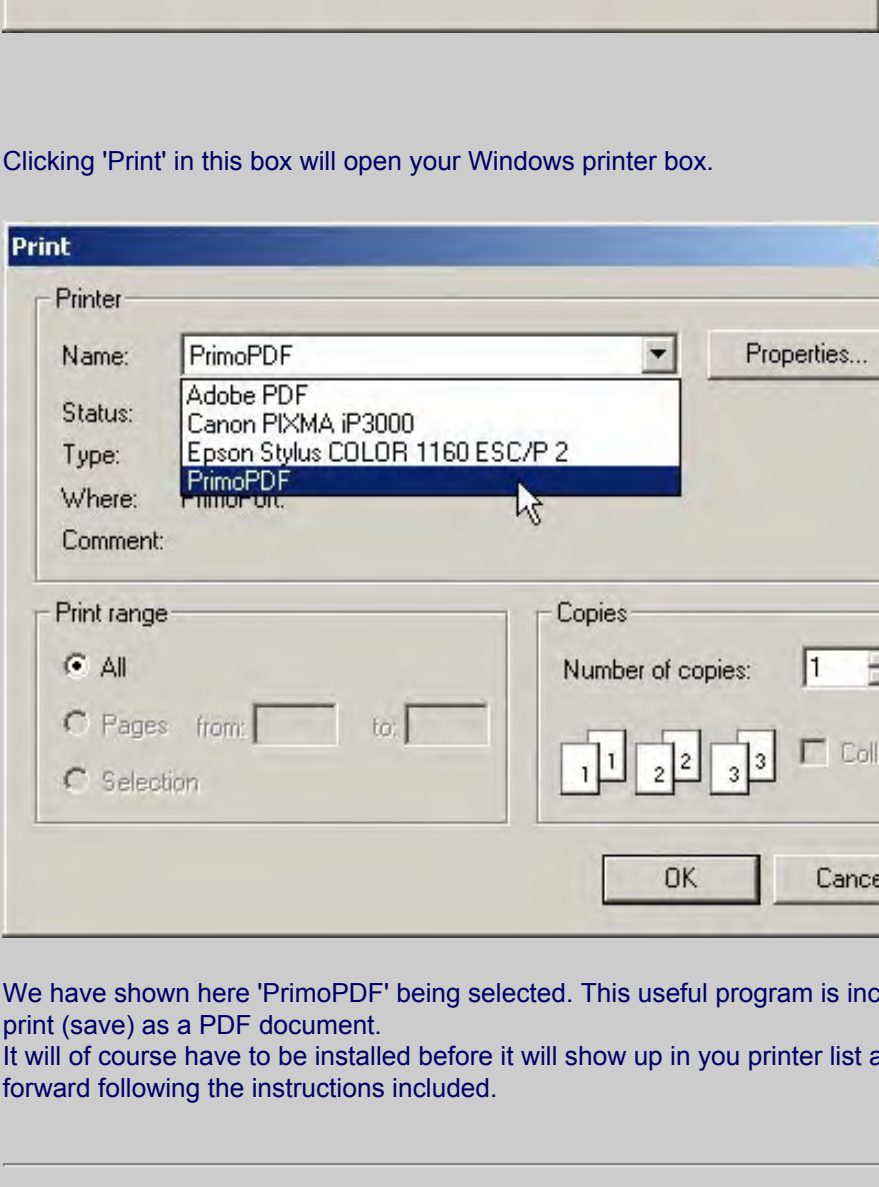 Clicking 'Print' in this box will open your Windows printer box.
Print
Printer
Name: PrimoPDF Properties...
Adobe PDF
Status: Canon PIXMA iP3000
Type: Epson Stylus COLOR 1160 ESC/P 2
PrimoPDF
Where: PrimoPort:
Comment:
Print range Copies
All Number of copies: 1
Pages from: to:
1 1 2 2 3 3 Coll
Selection
OK Cance
We have shown here 'PrimoPDF' being selected. This useful program is inc
print (save) as a PDF document.
It will of course have to be installed before it will show up in you printer list a
forward following the instructions included.